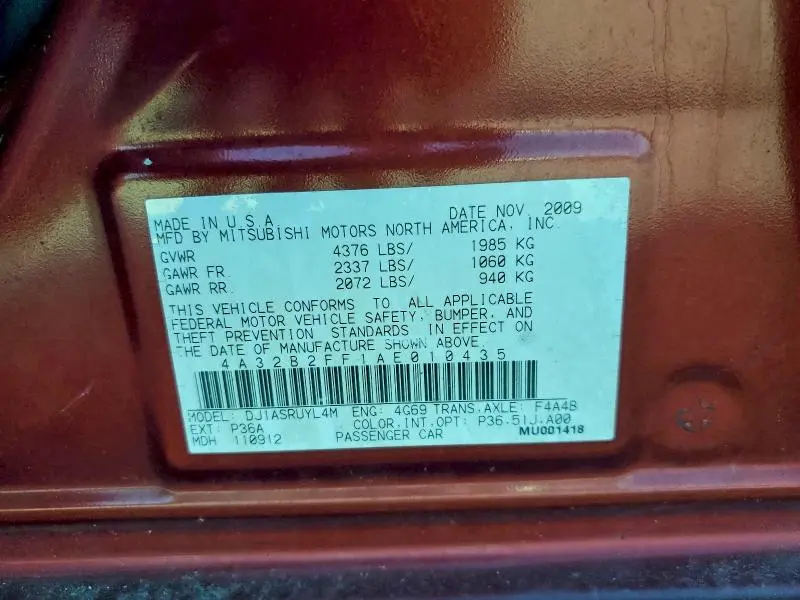 MADE IN U.S.A. DATE NOV. 2009
MFD BY MITSUBISHI MOTORS NORTH AMERICA, INC.
GVWR 4376 LBS/ 1985 KG
GAWR FR. 2337 LBS/ 1060 KG
GAWR RR. 2072 LBS/ 940 KG
THIS VEHICLE CONFORMS TO ALL APPLICABLE
FEDERAL MOTOR VEHICLE SAFETY, BUMPER, AND
THEFT PREVENTION STANDARDS IN EFFECT ON
THE DATE OF MANUFACTURE SHOWN ABOVE.
4A32B2FF1AE010435
MODEL: DJ1ASRUYL4M ENG: 4G69 TRANS.AXLE: F4A4B
EXT: P36A COLOR.INT.OPT: P36.51J.A00
MDH 110912 PASSENGER CAR MU001418